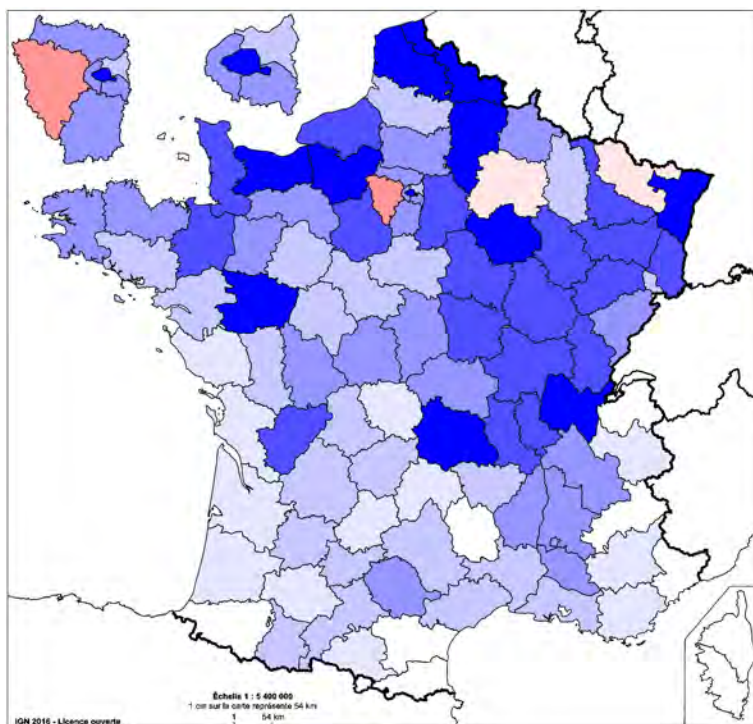 Échelle 1 : 5 400 000
1 cm sur la carte représente 54 km
1 54 km
IGN 2016 - Licence ouverte